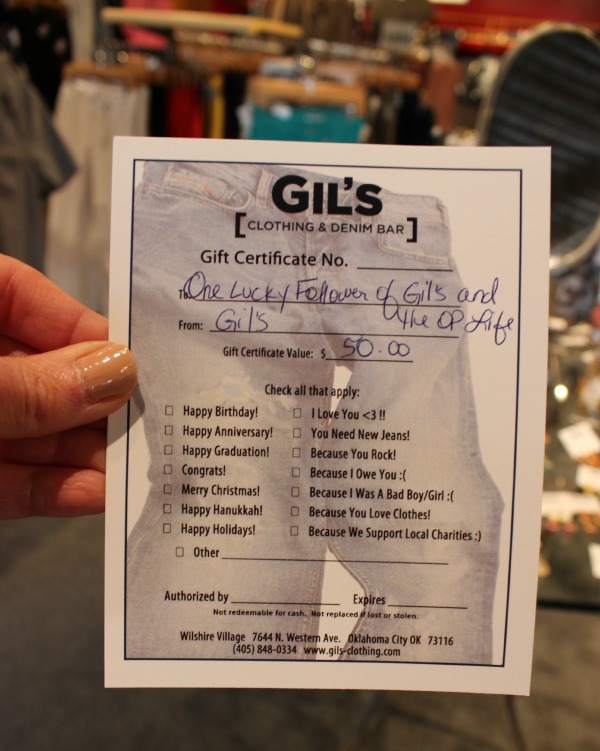 GIL'S
[CLOTHING & DENIM BAR]
Gift Certificate No. ____________
To One Lucky Follower of Gil's and
the OP Life
From: Gil's
Gift Certificate Value: $ 50.00
Check all that apply:
☐ Happy Birthday! ☐ I Love You <3 !!
☐ Happy Anniversary! ☐ You Need New Jeans!
☐ Happy Graduation! ☐ Because You Rock!
☐ Congrats! ☐ Because I Owe You :(
☐ Merry Christmas! ☐ Because I Was A Bad Boy/Girl :(
☐ Happy Hanukkah! ☐ Because You Love Clothes!
☐ Happy Holidays! ☐ Because We Support Local Charities :)
☐ Other ____________
Authorized by ____________ Expires ____________
Not redeemable for cash. Not replaced if lost or stolen.
Wilshire Village 7644 N. Western Ave. Oklahoma City OK 73116
(405) 848-0334 www.gils-clothing.com